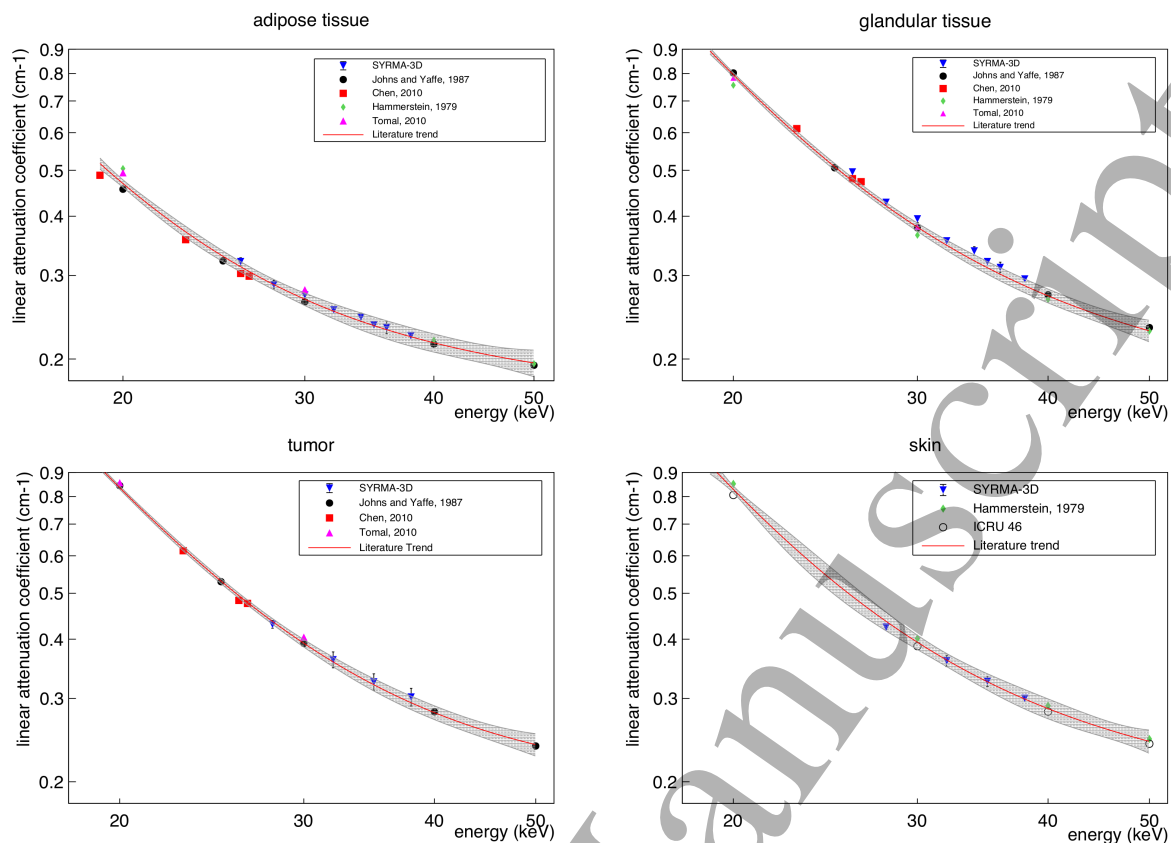 adipose tissue
linear attenuation coefficient (cm-1)
0.9
0.8
0.7
0.6
0.5
0.4
0.3
0.2
SYRMA-3D
Johns and Yaffe, 1987
Chen, 2010
Hammerstein, 1979
Tomal, 2010
Literature trend
20 30 40 50
energy (keV)
glandular tissue
linear attenuation coefficient (cm-1)
0.9
0.8
0.7
0.6
0.5
0.4
0.3
0.2
SYRMA-3D
Johns and Yaffe, 1987
Chen, 2010
Hammerstein, 1979
Tomal, 2010
Literature trend
20 30 40 50
energy (keV)
tumor
linear attenuation coefficient (cm-1)
0.9
0.8
0.7
0.6
0.5
0.4
0.3
0.2
SYRMA-3D
Johns and Yaffe, 1987
Chen, 2010
Tomal, 2010
Literature Trend
20 30 40 50
energy (keV)
skin
linear attenuation coefficient (cm-1)
0.9
0.8
0.7
0.6
0.5
0.4
0.3
0.2
SYRMA-3D
Hammerstein, 1979
ICRU 46
Literature trend
20 30 40 50
energy (keV)
anuscript